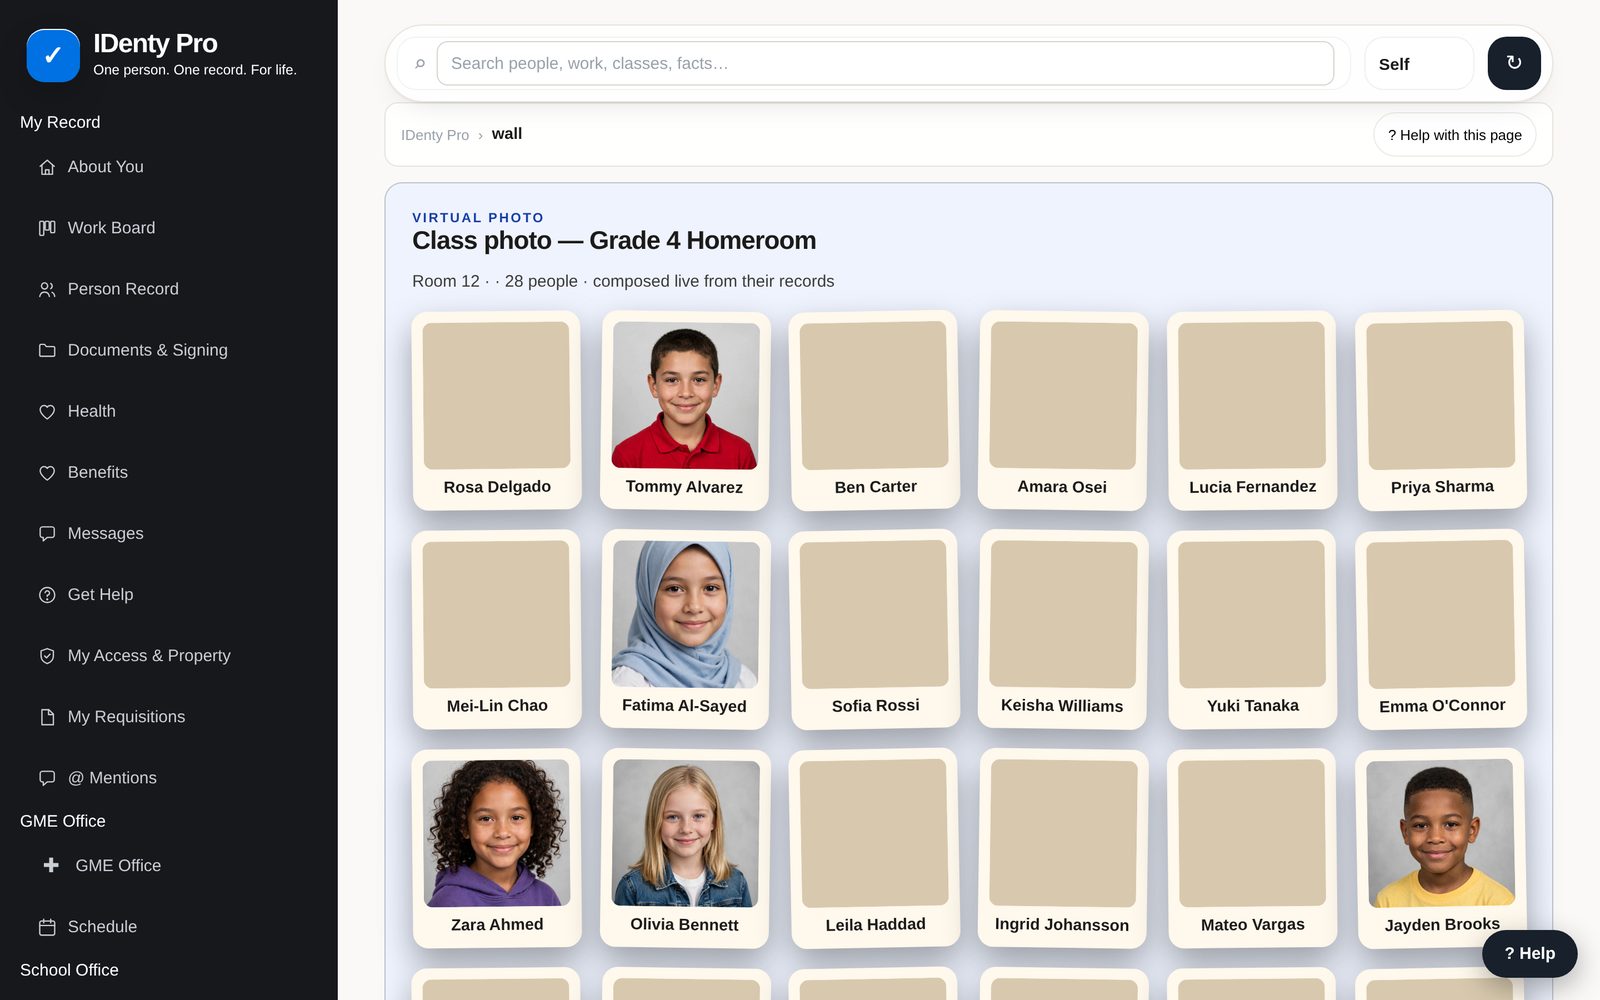 ✓ IDenty Pro
One person. One record. For life.
My Record
About You
Work Board
Person Record
Documents & Signing
Health
Benefits
Messages
Get Help
My Access & Property
My Requisitions
@ Mentions
GME Office
GME Office
Schedule
School Office
Search people, work, classes, facts…
Self
IDenty Pro › wall
? Help with this page
VIRTUAL PHOTO
Class photo — Grade 4 Homeroom
Room 12 · · 28 people · composed live from their records
Rosa Delgado
Tommy Alvarez
Ben Carter
Amara Osei
Lucia Fernandez
Priya Sharma
Mei-Lin Chao
Fatima Al-Sayed
Sofia Rossi
Keisha Williams
Yuki Tanaka
Emma O'Connor
Zara Ahmed
Olivia Bennett
Leila Haddad
Ingrid Johansson
Mateo Vargas
Jayden Brooks
? Help